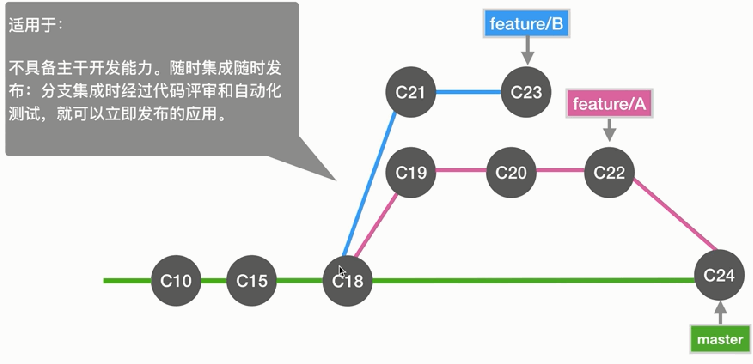 适用于：
不具备主干开发能力。随时集成随时发
布：分支集成时经过代码评审和自动化
测试，就可以立即发布的应用。
feature/B
C21
C23
feature/A
C19
C20
C22
C10
C15
C18
C24
master